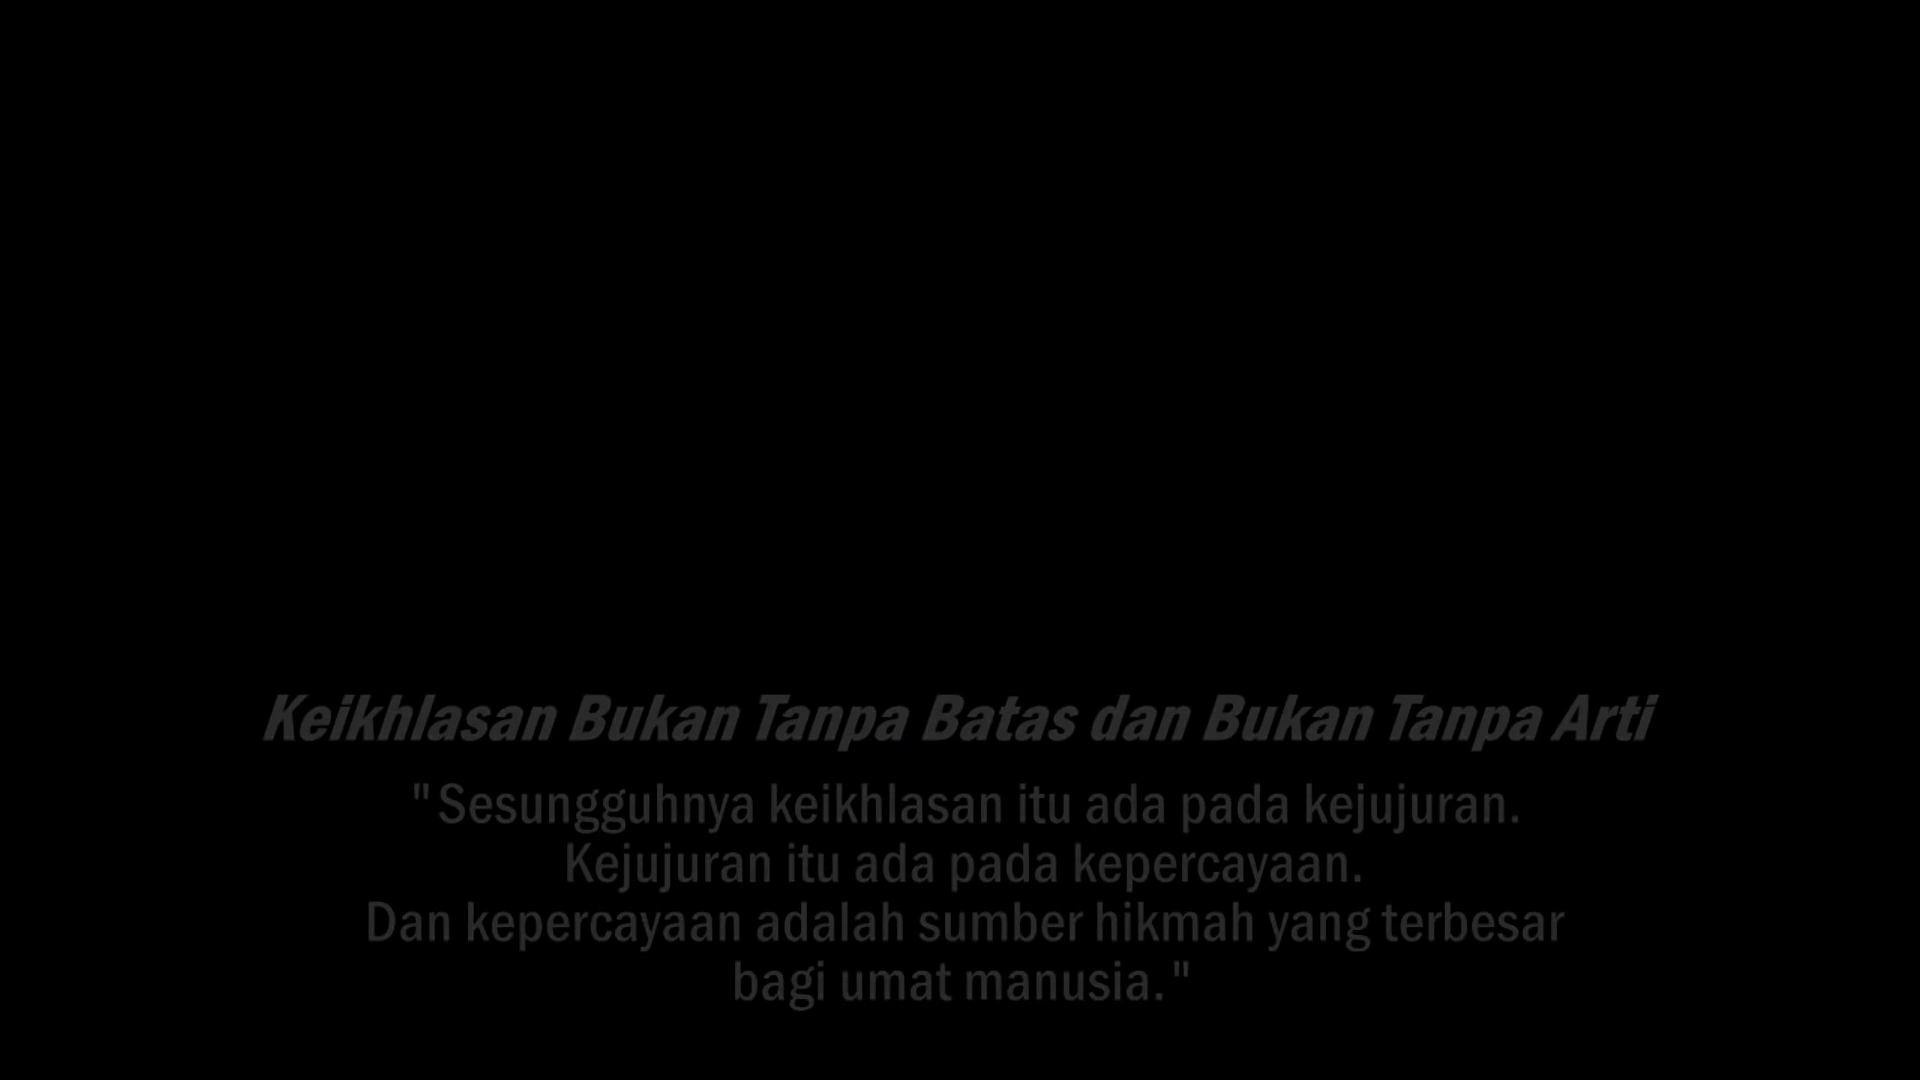 Keikhlasan Bukan Tanpa Batas dan Bukan Tanpa Arti
"Sesungguhnya keikhlasan itu ada pada kejujuran.
Kejujuran itu ada pada kepercayaan.
Dan kepercayaan adalah sumber hikmah yang terbesar
bagi umat manusia."